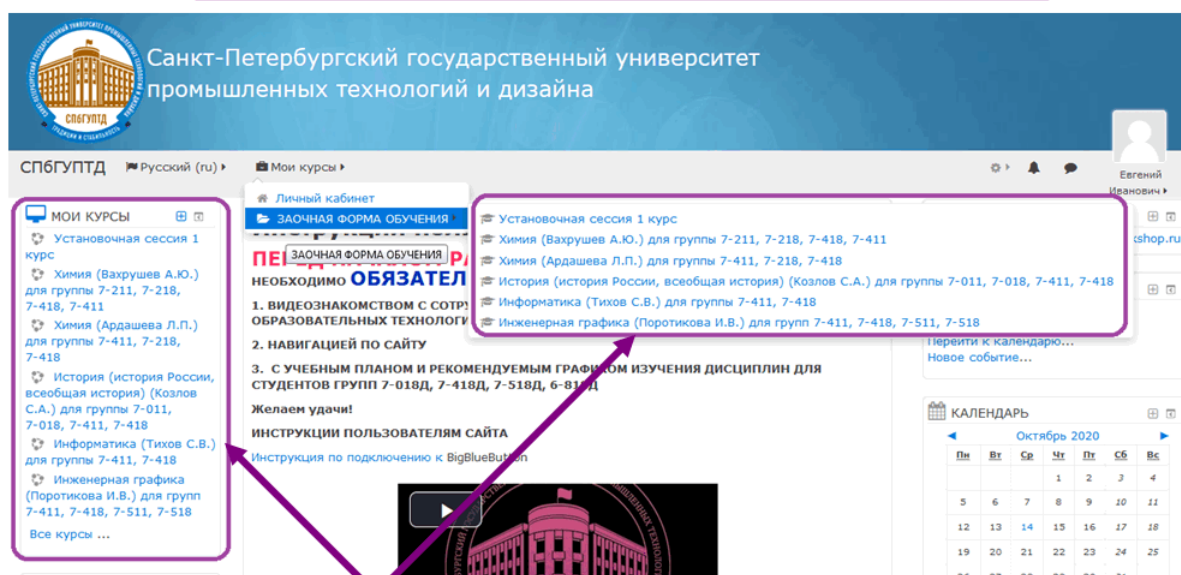 Санкт-Петербургский государственный университет
промышленных технологий и дизайна
СПбГУПТД
ТРАДИЦИИ И СТАБИЛЬНОСТЬ
СПбГУПТД
Русский (ru)
Мои курсы
Евгений
Иванович
Личный кабинет
ЗАОЧНАЯ ФОРМА ОБУЧЕНИЯ
ЗАОЧНАЯ ФОРМА ОБУЧЕНИЯ
Установочная сессия 1 курс
Химия (Вахрушев А.Ю.) для группы 7-211, 7-218, 7-418, 7-411
Химия (Ардашева Л.П.) для группы 7-411, 7-218, 7-418
История (история России, всеобщая история) (Козлов С.А.) для группы 7-011, 7-018, 7-411, 7-418
Информатика (Тихов С.В.) для группы 7-411, 7-418
Инженерная графика (Поротикова И.В.) для групп 7-411, 7-418, 7-511, 7-518
МОИ КУРСЫ
Установочная сессия 1
курс
Химия (Вахрушев А.Ю.)
для группы 7-211, 7-218,
7-418, 7-411
Химия (Ардашева Л.П.)
для группы 7-411, 7-218,
7-418
История (история России,
всеобщая история) (Козлов
С.А.) для группы 7-011,
7-018, 7-411, 7-418
Информатика (Тихов С.В.)
для группы 7-411, 7-418
Инженерная графика
(Поротикова И.В.) для групп
7-411, 7-418, 7-511, 7-518
Все курсы ...
НЕОБХОДИМО ОБЯЗАТЕЛ
1. ВИДЕОЗНАКОМСТВОМ С СОТР
ОБРАЗОВАТЕЛЬНЫХ ТЕХНОЛОГИ
2. НАВИГАЦИЕЙ ПО САЙТУ
3. С УЧЕБНЫМ ПЛАНОМ И РЕКОМЕНДУЕМЫМ ГРАФИКОМ ИЗУЧЕНИЯ ДИСЦИПЛИН ДЛЯ
СТУДЕНТОВ ГРУПП 7-018Д, 7-418Д, 7-518Д, 6-818Д
Желаем удачи!
ИНСТРУКЦИИ ПОЛЬЗОВАТЕЛЯМ САЙТА
Инструкция по подключению к BigBlueButton
kshop.ru
Перейти к календарю...
Новое событие...
КАЛЕНДАРЬ
◄ Октябрь 2020 ►
Пн Вт Ср Чт Пт Сб Вс
1 2 3 4
5 6 7 8 9 10 11
12 13 14 15 16 17 18
19 20 21 22 23 24 25